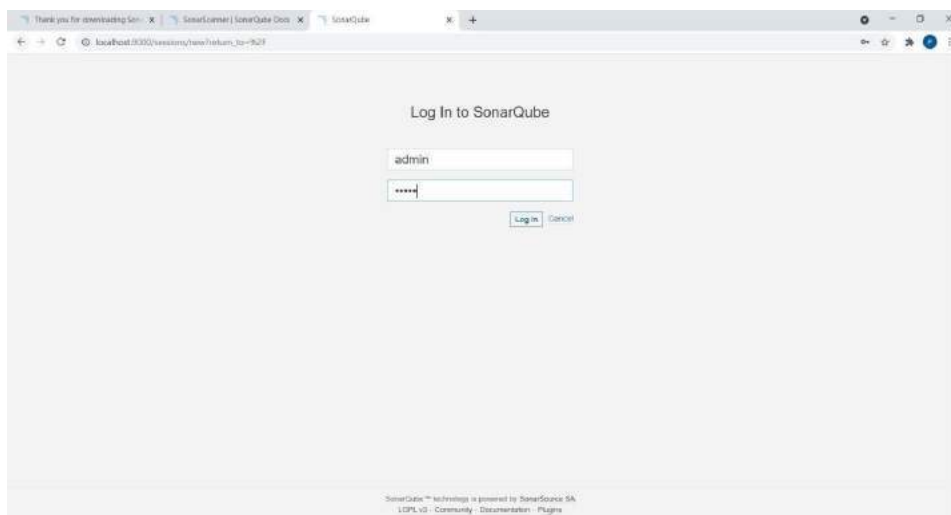 Thank you for downloading Son
SonarScanner | SonarQube Docs
SonarQube
localhost:9000/sessions/new?return_to=%2F
Log In to SonarQube
admin
•••••
Log in Cancel
SonarQube™ technology is powered by SonarSource SA
LGPL v3 - Community - Documentation - Plugins